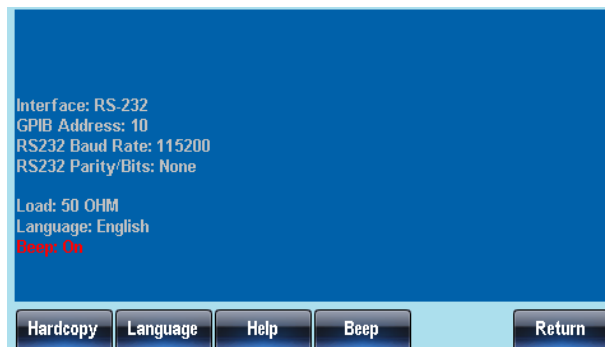 Interface: RS-232
GPIB Address: 10
RS232 Baud Rate: 115200
RS232 Parity/Bits: None
Load: 50 OHM
Language: English
Beep: On
Hardcopy Language Help Beep Return